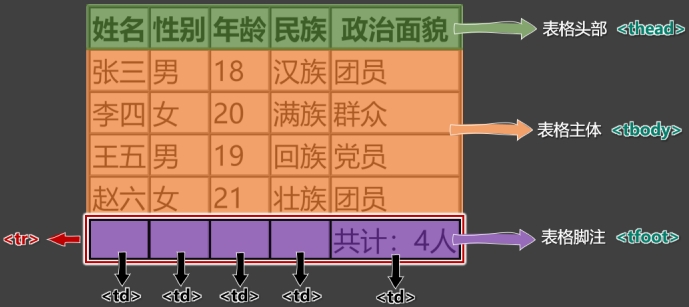 姓名 性别 年龄 民族 政治面貌 表格头部 <thead>
张三 男 18 汉族 团员
李四 女 20 满族 群众 表格主体 <tbody>
王五 男 19 回族 党员
赵六 女 21 壮族 团员
<tr> 共计：4人 表格脚注 <tfoot>
<td> <td> <td> <td> <td>